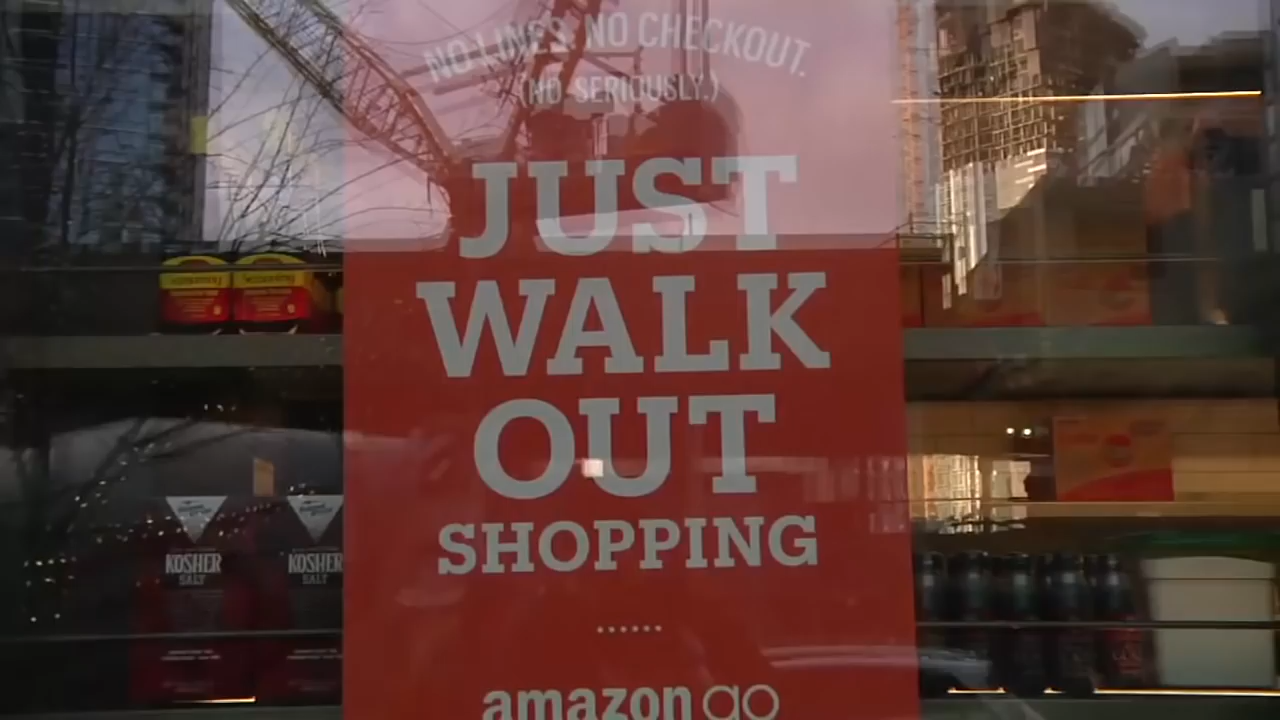 NO LINES. NO CHECKOUT.
(NO SERIOUSLY.)
JUST
WALK
OUT
SHOPPING
amazon go
KOSHER
SALT
KOSHER
SALT